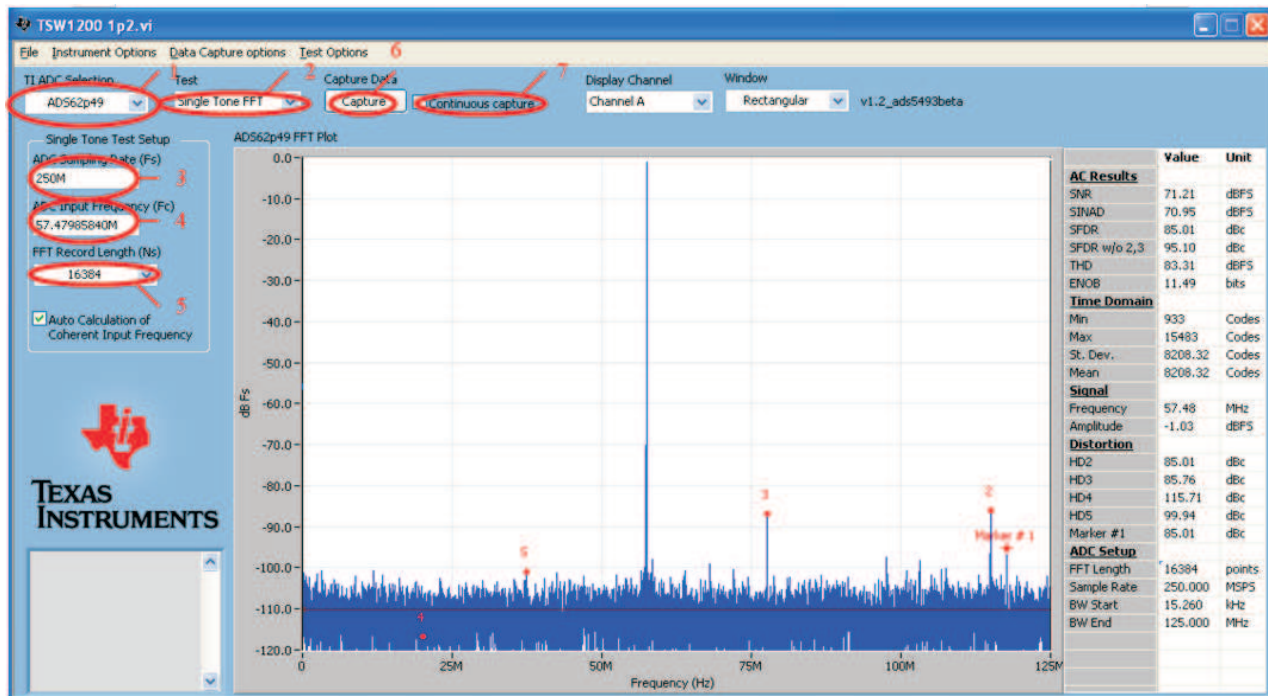 TSW1200 1p2.vi
File Instrument Options Data Capture options Test Options 6
TI ADC Selection 1 Test 2 Capture Data 7 Display Channel Window
ADS62p49 Single Tone FFT Capture Continuous capture Channel A Rectangular v1.2_ads5493beta
Single Tone Test Setup
ADC Sampling Rate (Fs)
250M 3
ADC Input Frequency (Fc)
57.47985840M 4
FFT Record Length (Ns)
16384
5
Auto Calculation of
Coherent Input Frequency
TEXAS
INSTRUMENTS
ADS62p49 FFT Plot
dB Fs
0.0
-10.0
-20.0
-30.0
-40.0
-50.0
-60.0
-70.0
-80.0
-90.0
-100.0
-110.0
-120.0
5
4
3
2
Marker # 1
0 25M 50M 75M 100M 125M
Frequency (Hz)
Value Unit
AC Results
SNR 71.21 dBFS
SINAD 70.95 dBFS
SFDR 85.01 dBc
SFDR w/o 2,3 95.10 dBc
THD 83.31 dBFS
ENOB 11.49 bits
Time Domain
Min 933 Codes
Max 15483 Codes
St. Dev. 8208.32 Codes
Mean 8208.32 Codes
Signal
Frequency 57.48 MHz
Amplitude -1.03 dBFS
Distortion
HD2 85.01 dBc
HD3 85.76 dBc
HD4 115.71 dBc
HD5 99.94 dBc
Marker #1 85.01 dBc
ADC Setup
FFT Length 16384 points
Sample Rate 250.000 MSPS
BW Start 15.260 kHz
BW End 125.000 MHz